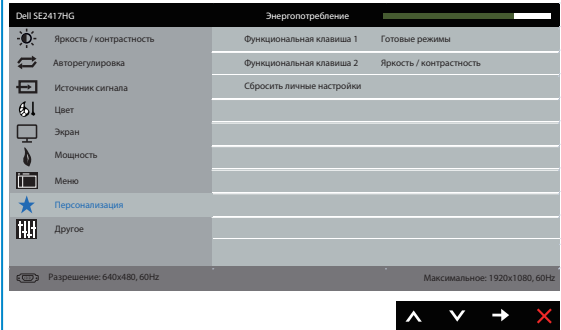 Dell SE2417HG Энергопотребление
Яркость / контрастность Функциональная клавиша 1 Готовые режимы
Авторегулировка Функциональная клавиша 2 Яркость / контрастность
Источник сигнала Сбросить личные настройки
Цвет
Экран
Мощность
Меню
Персонализация
Другое
Разрешение: 640x480, 60Hz Максимальное: 1920x1080, 60Hz